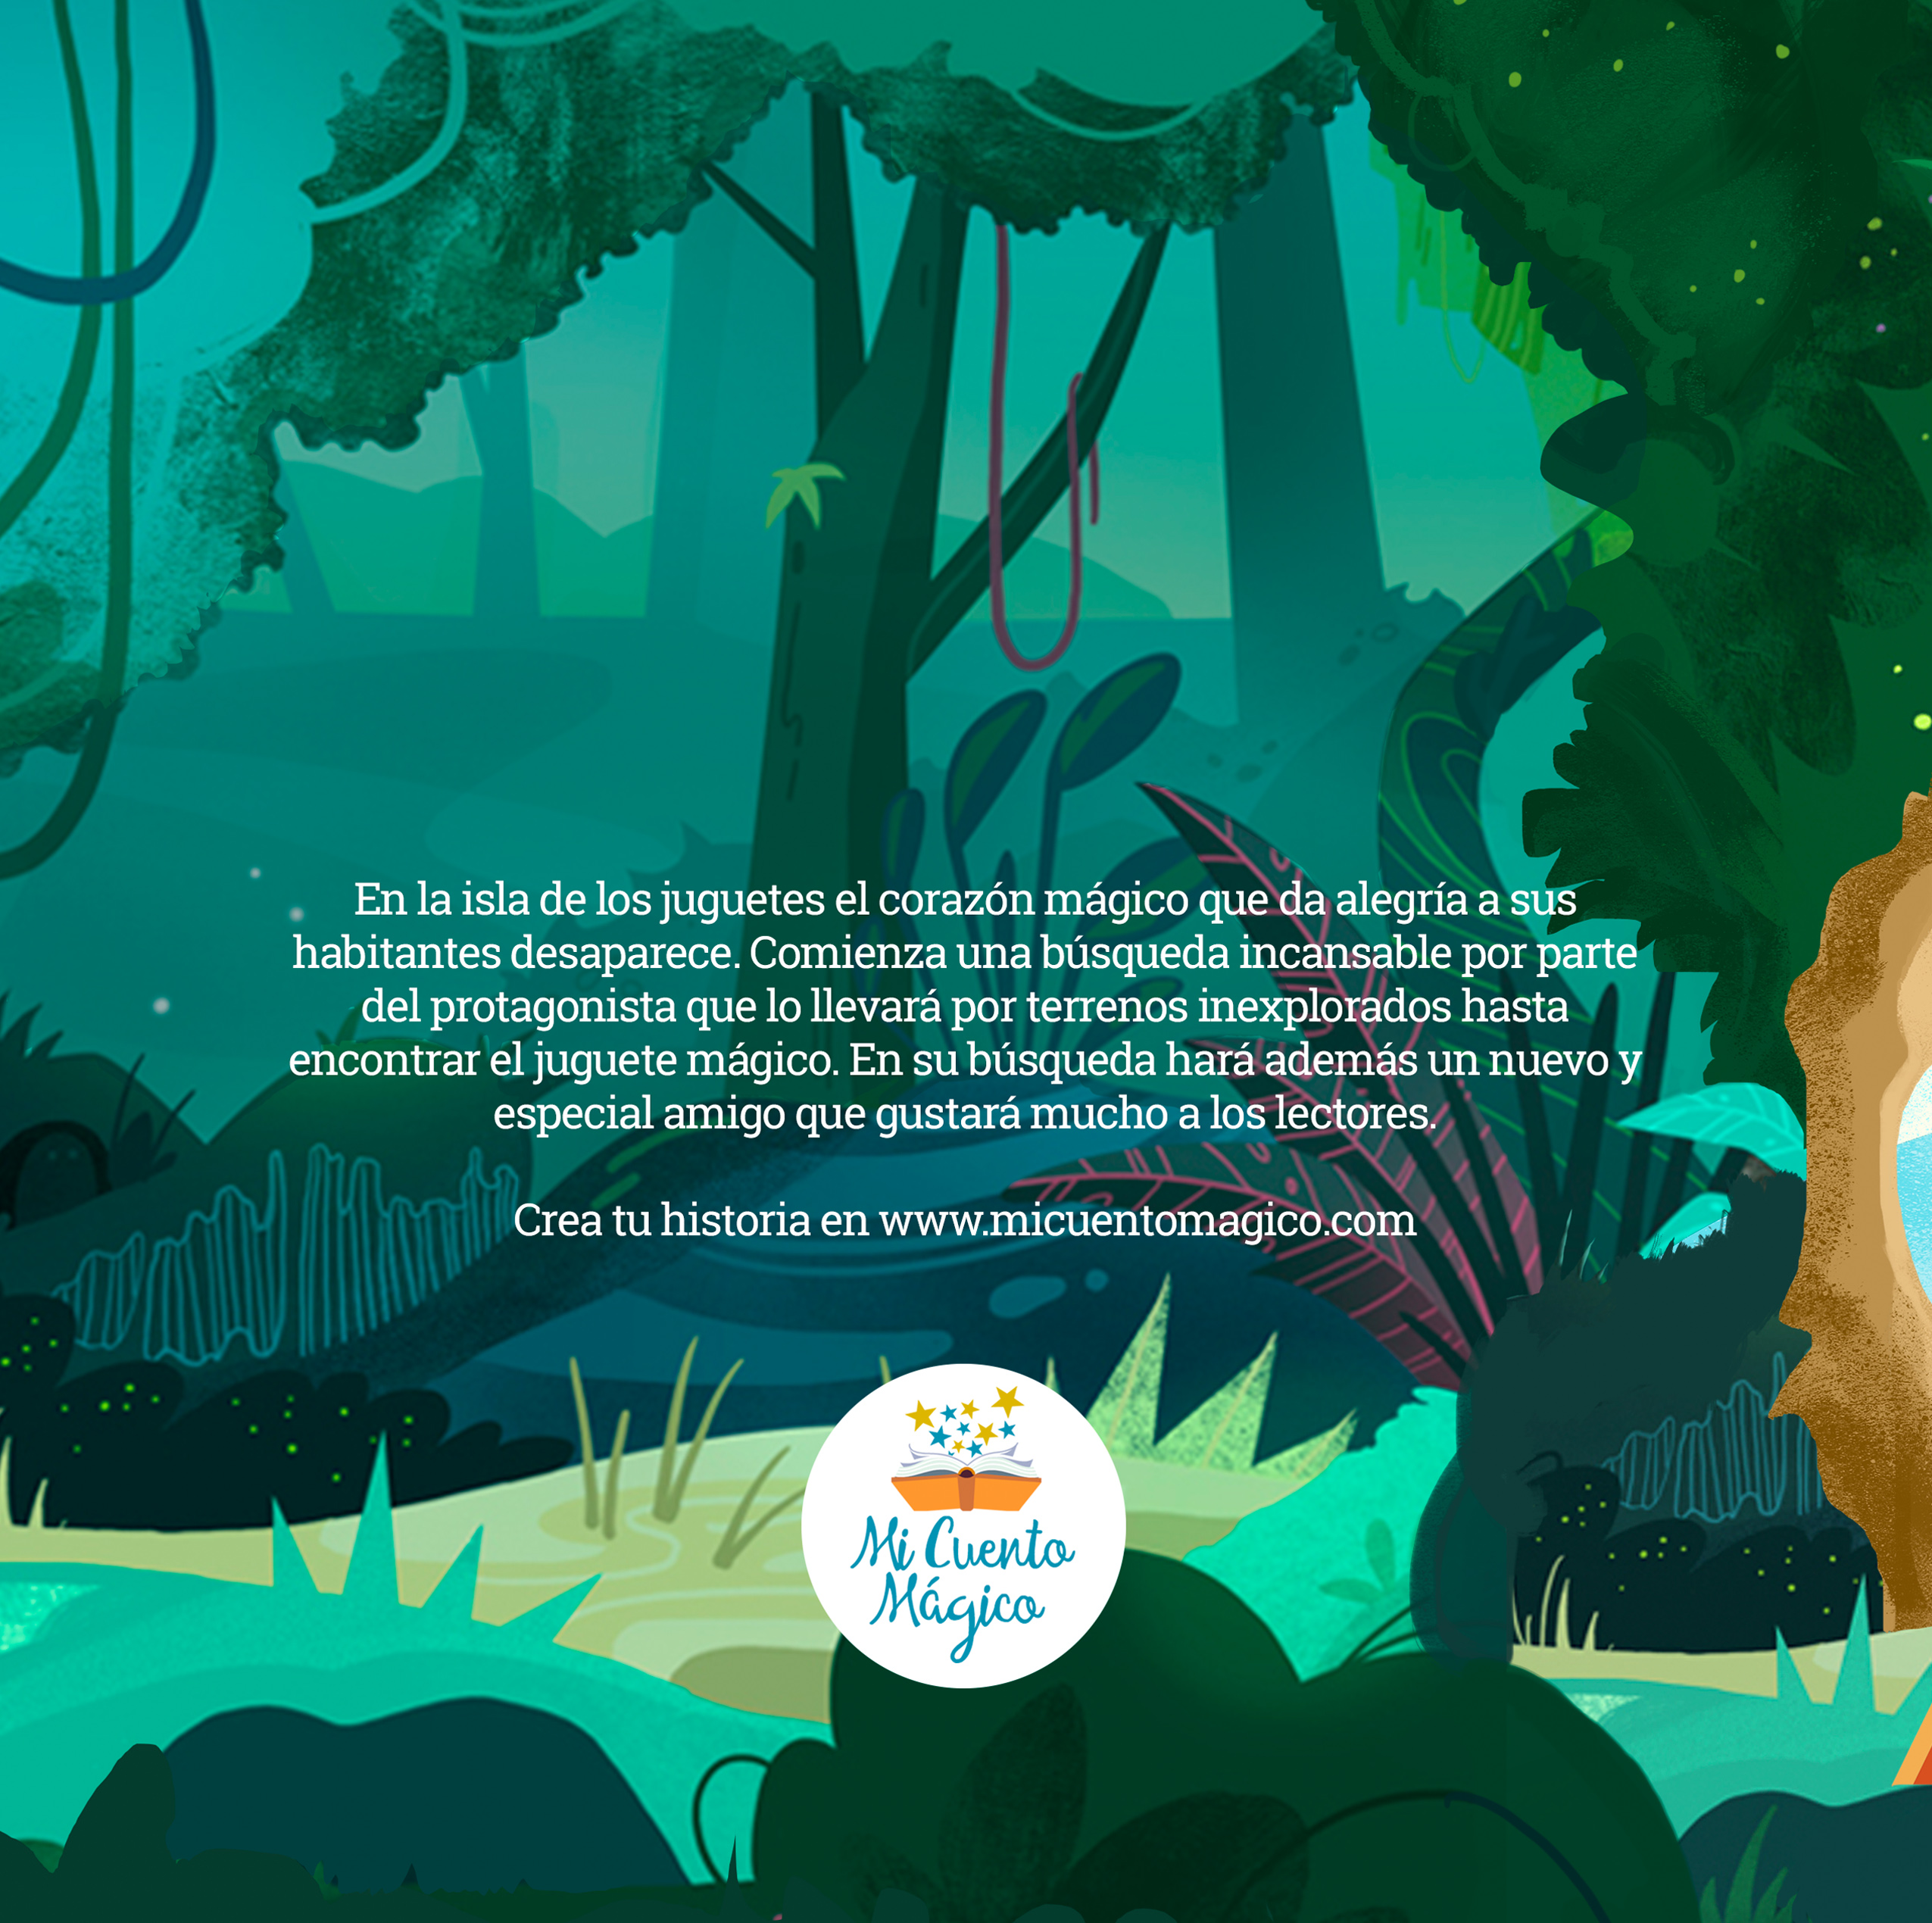 En la isla de los juguetes el corazón mágico que da alegría a sus
habitantes desaparece. Comienza una búsqueda incansable por parte
del protagonista que lo llevará por terrenos inexplorados hasta
encontrar el juguete mágico. En su búsqueda hará además un nuevo y
especial amigo que gustará mucho a los lectores.
Crea tu historia en www.micuentomagico.com
Mi Cuento
Mágico